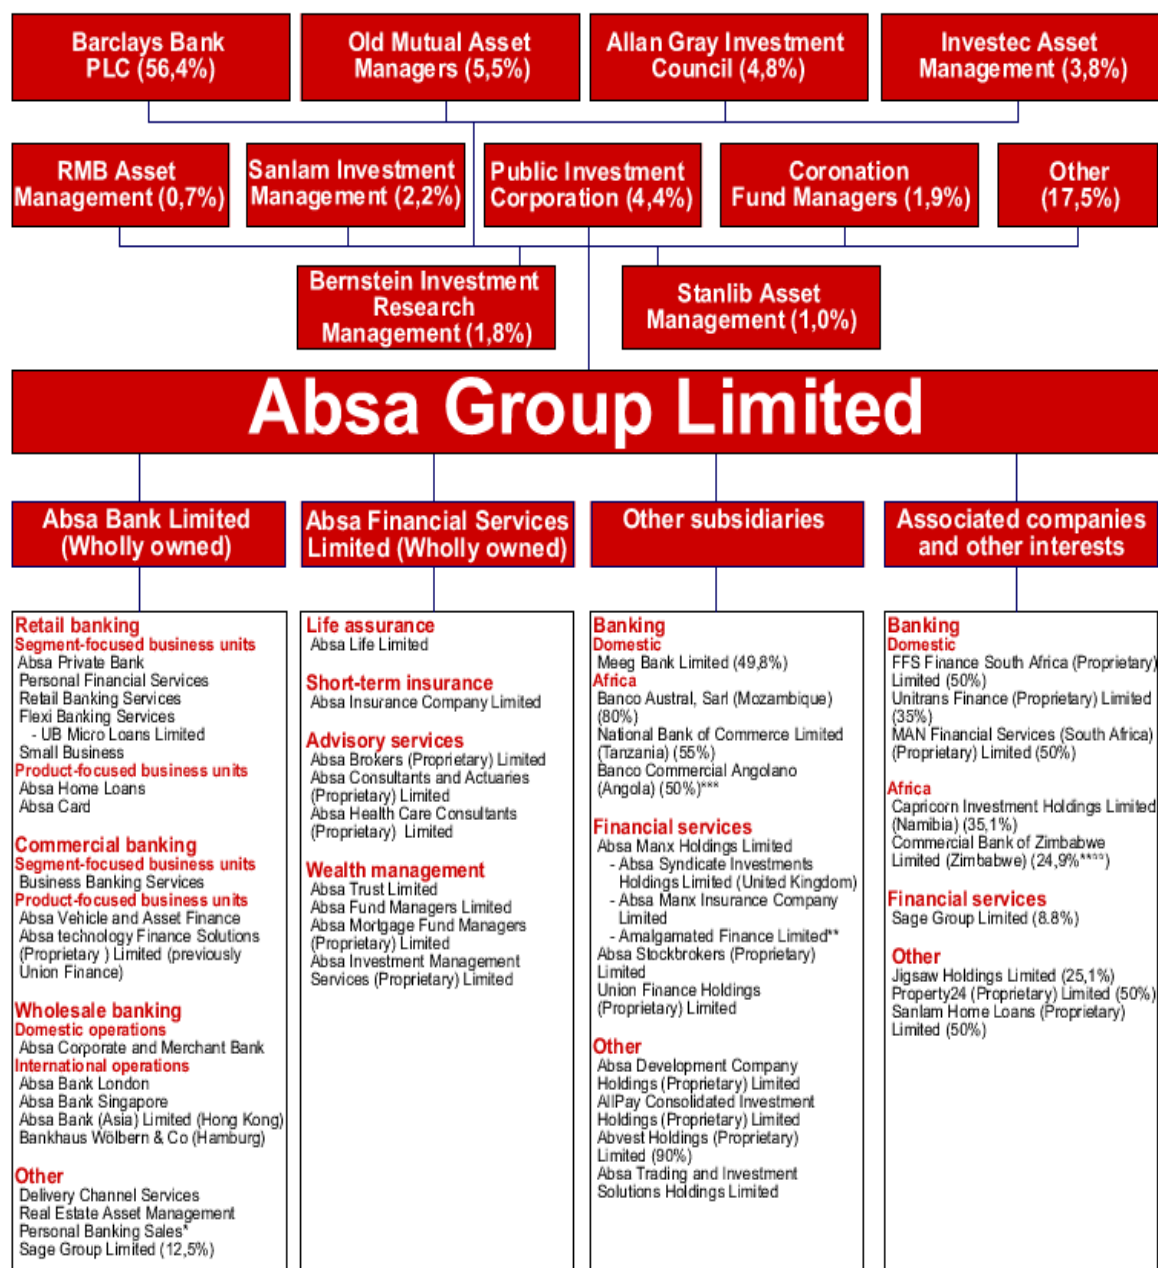 Barclays Bank
PLC (56,4%)
Old Mutual Asset
Managers (5,5%)
Allan Gray Investment
Council (4,8%)
Investec Asset
Management (3,8%)
RMB Asset
Management (0,7%)
Sanlam Investment
Management (2,2%)
Public Investment
Corporation (4,4%)
Coronation
Fund Managers (1,9%)
Other
(17,5%)
Bernstein Investment
Research
Management (1,8%)
Stanlib Asset
Management (1,0%)
Absa Group Limited
Absa Bank Limited
(Wholly owned)
Absa Financial Services
Limited (Wholly owned)
Other subsidiaries
Associated companies
and other interests
Retail banking
Segment-focused business units
Absa Private Bank
Personal Financial Services
Retail Banking Services
Flexi Banking Services
- UB Micro Loans Limited
Small Business
Product-focused business units
Absa Home Loans
Absa Card
Commercial banking
Segment-focused business units
Business Banking Services
Product-focused business units
Absa Vehicle and Asset Finance
Absa technology Finance Solutions
(Proprietary ) Limited (previously
Union Finance)
Wholesale banking
Domestic operations
Absa Corporate and Merchant Bank
International operations
Absa Bank London
Absa Bank Singapore
Absa Bank (Asia) Limited (Hong Kong)
Bankhaus Wölbern & Co (Hamburg)
Other
Delivery Channel Services
Real Estate Asset Management
Personal Banking Sales*
Sage Group Limited (12,5%)
Life assurance
Absa Life Limited
Short-term insurance
Absa Insurance Company Limited
Advisory services
Absa Brokers (Proprietary) Limited
Absa Consultants and Actuaries
(Proprietary) Limited
Absa Health Care Consultants
(Proprietary) Limited
Wealth management
Absa Trust Limited
Absa Fund Managers Limited
Absa Mortgage Fund Managers
(Proprietary) Limited
Absa Investment Management
Services (Proprietary) Limited
Banking
Domestic
Meeg Bank Limited (49,8%)
Africa
Banco Austral, Sarl (Mozambique)
(80%)
National Bank of Commerce Limited
(Tanzania) (55%)
Banco Commercial Angolano
(Angola) (50%)***
Financial services
Absa Manx Holdings Limited
- Absa Syndicate Investments
Holdings Limited (United Kingdom)
- Absa Manx Insurance Company
Limited
- Amalgamated Finance Limited**
Absa Stockbrokers (Proprietary)
Limited
Union Finance Holdings
(Proprietary) Limited
Other
Absa Development Company
Holdings (Proprietary) Limited
AllPay Consolidated Investment
Holdings (Proprietary) Limited
Abvest Holdings (Proprietary)
Limited (90%)
Absa Trading and Investment
Solutions Holdings Limited
Banking
Domestic
FFS Finance South Africa (Proprietary)
Limited (50%)
Unitrans Finance (Proprietary) Limited
(35%)
MAN Financial Services (South Africa)
(Proprietary) Limited (50%)
Africa
Capricorn Investment Holdings Limited
(Namibia) (35,1%)
Commercial Bank of Zimbabwe
Limited (Zimbabwe) (24,9%****)
Financial services
Sage Group Limited (8.8%)
Other
Jigsaw Holdings Limited (25,1%)
Property24 (Proprietary) Limited (50%)
Sanlam Home Loans (Proprietary)
Limited (50%)